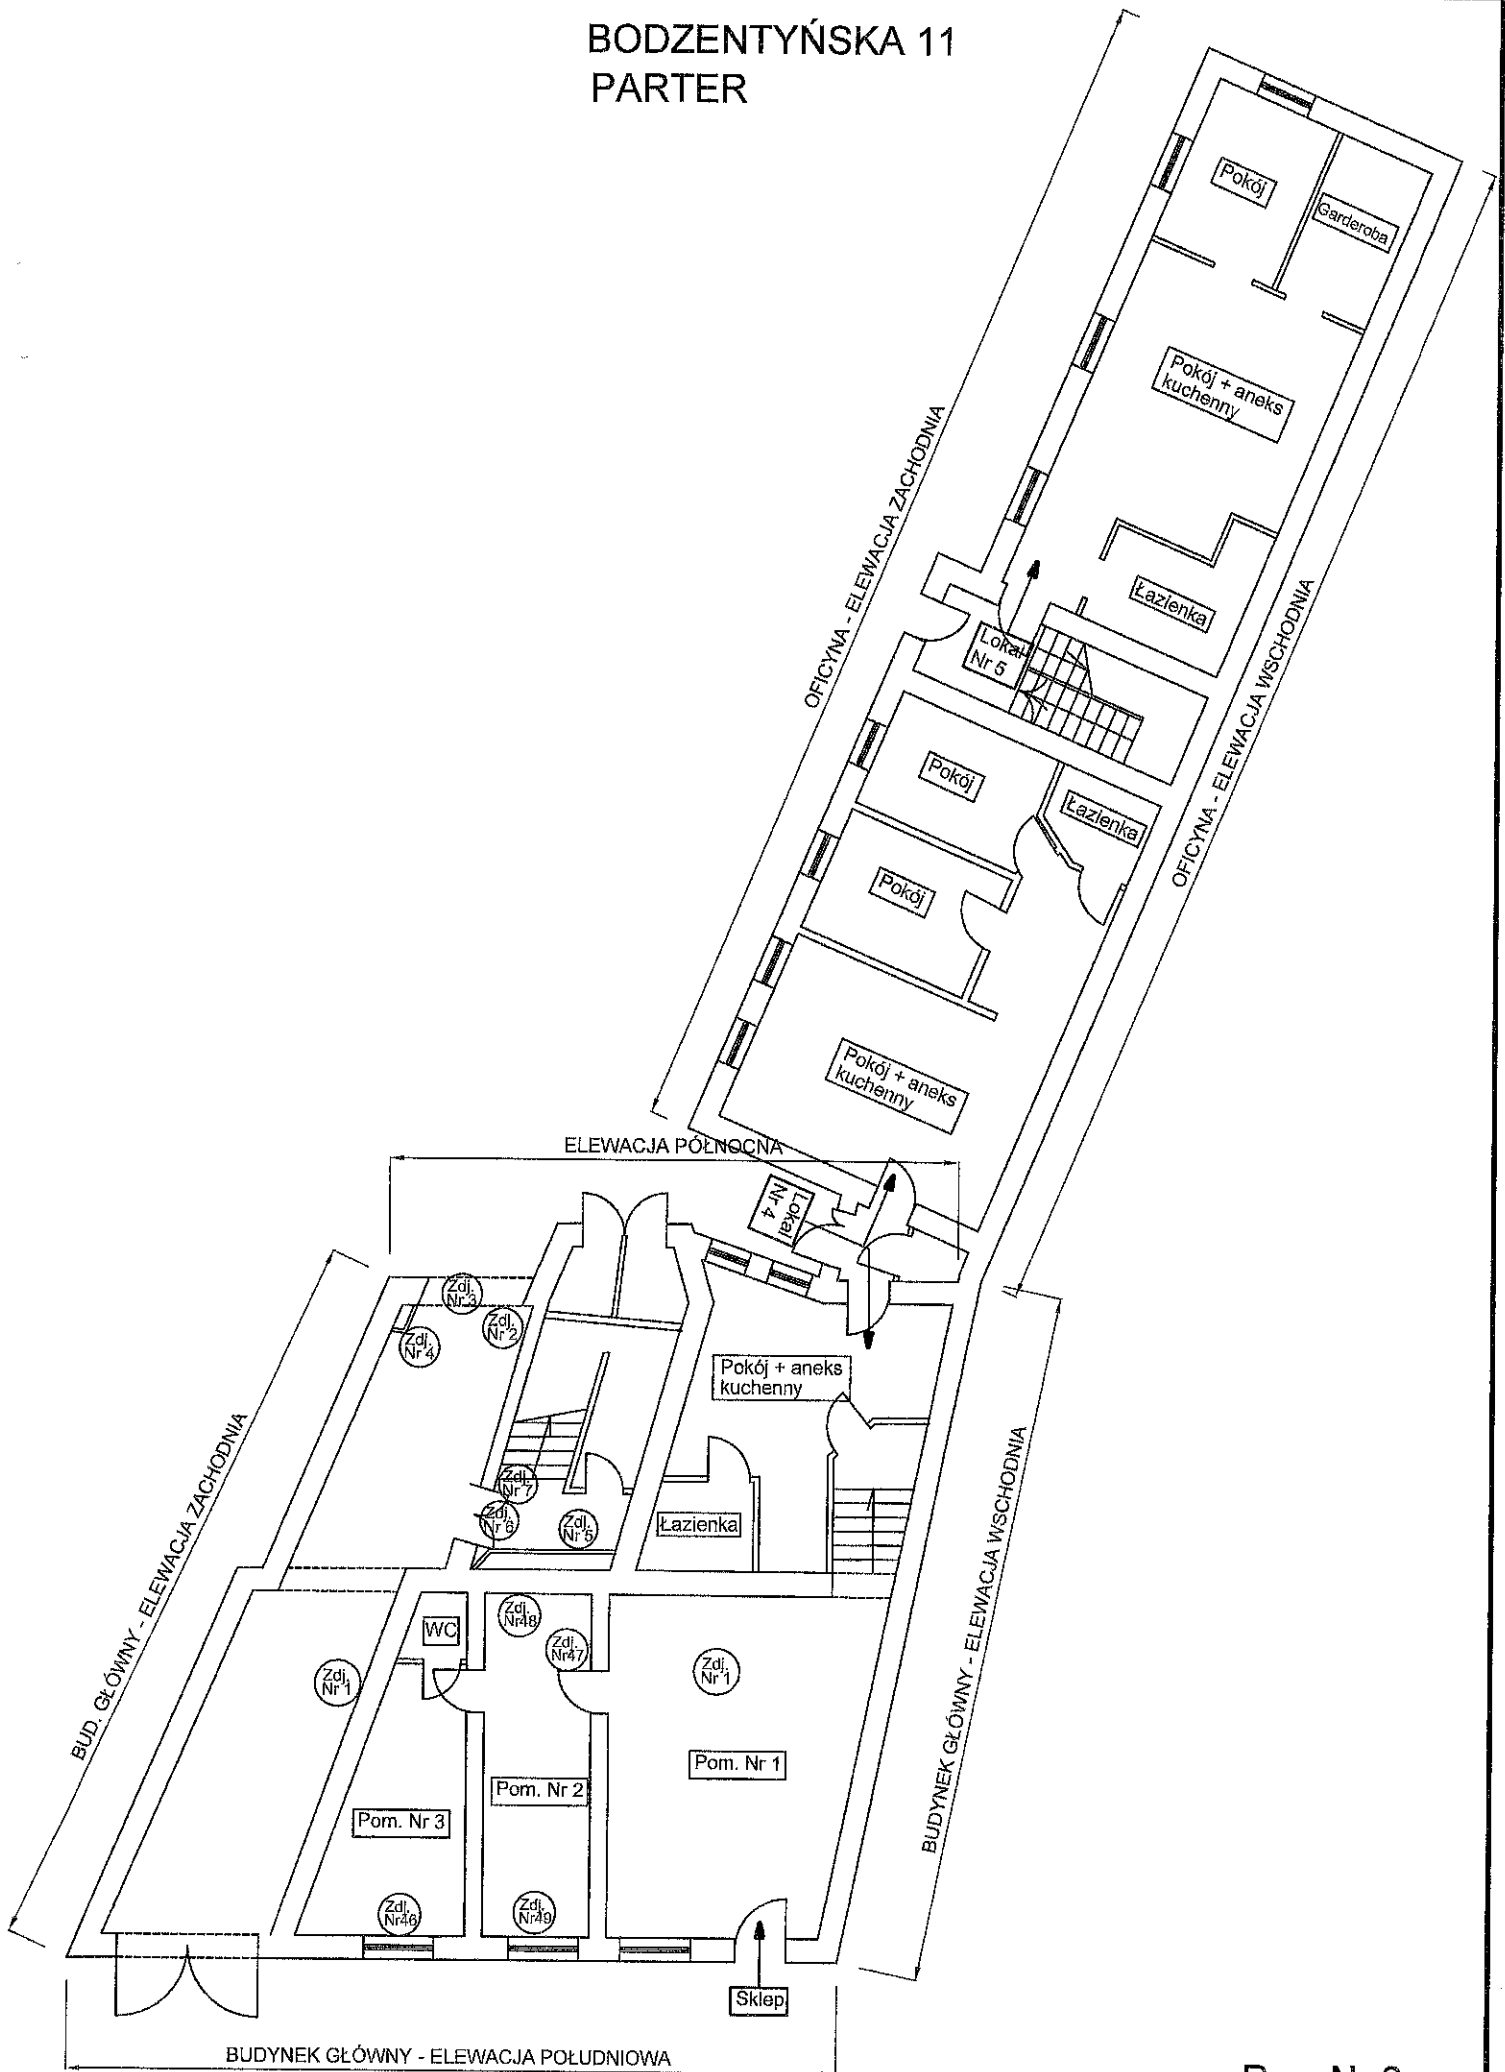 BODZENTYŃSKA 11
PARTER
Pokój
Garderoba
Pokój + aneks
kuchenny
OFICYNA - ELEWACJA ZACHODNIA
Łazienka
OFICYNA - ELEWACJA WSCHODNIA
Lokal
Nr 5
Pokój
Łazienka
Pokój
Pokój + aneks
kuchenny
ELEWACJA PÓŁNOCNA
Lokal
Nr 4
Zdj.
Nr 3
Zdj.
Nr 2
Zdj.
Nr 4
Pokój + aneks
kuchenny
BUD. GŁÓWNY - ELEWACJA ZACHODNIA
Zdj.
Nr 7
Zdj.
Nr 6
Zdj.
Nr 5
Łazienka
BUDYNEK GŁÓWNY - ELEWACJA WSCHODNIA
WC
Zdj.
Nr48
Zdj.
Nr47
Zdj.
Nr 1
Zdj.
Nr 1
Pom. Nr 1
Pom. Nr 2
Pom. Nr 3
Zdj.
Nr46
Zdj.
Nr49
Sklep
BUDYNEK GŁÓWNY - ELEWACJA POŁUDNIOWA